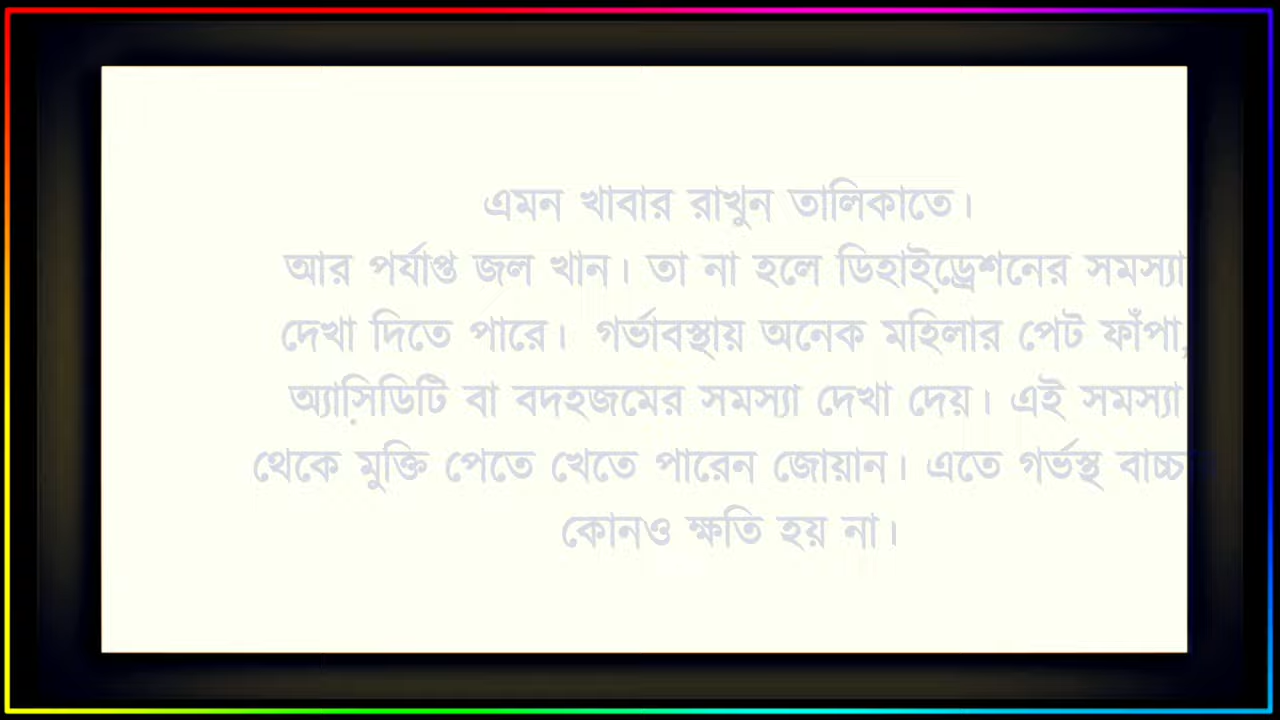 এমন খাবার রাখুন তালিকাতে।
আর পর্যাপ্ত জল খান। তা না হলে ডিহাইড্রেশনের সমস্যা
দেখা দিতে পারে। গর্ভাবস্থায় অনেক মহিলার পেট ফাঁপা,
অ্যাসিডিটি বা বদহজমের সমস্যা দেখা দেয়। এই সমস্যা
থেকে মুক্তি পেতে খেতে পারেন জোয়ান। এতে গর্ভস্থ
কোনও ক্ষতি হয় না।